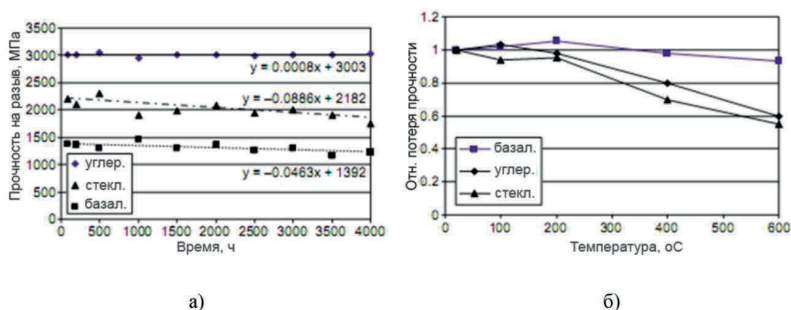 Прочность на разрыв, МПа
3500
3000
2500
2000
1500
1000
500
0
y = 0.0008x + 3003
y = –0.0886x + 2182
y = –0.0463x + 1392
углер.
стекл.
базал.
0 500 1000 1500 2000 2500 3000 3500 4000
Время, ч
а)
Отн. потеря прочности
1.2
1
0.8
0.6
0.4
0.2
0
базал.
углер.
стекл.
0 100 200 300 400 500 600
Температура, оС
б)